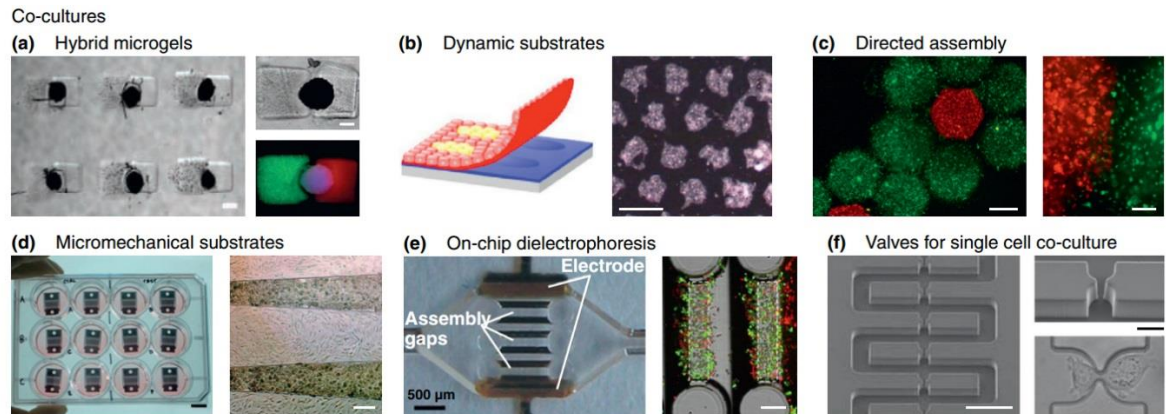 Co-cultures
(a) Hybrid microgels
(b) Dynamic substrates
(c) Directed assembly
(d) Micromechanical substrates
(e) On-chip dielectrophoresis
(f) Valves for single cell co-culture
Electrode
Assembly
gaps
500 µm
A
B
C